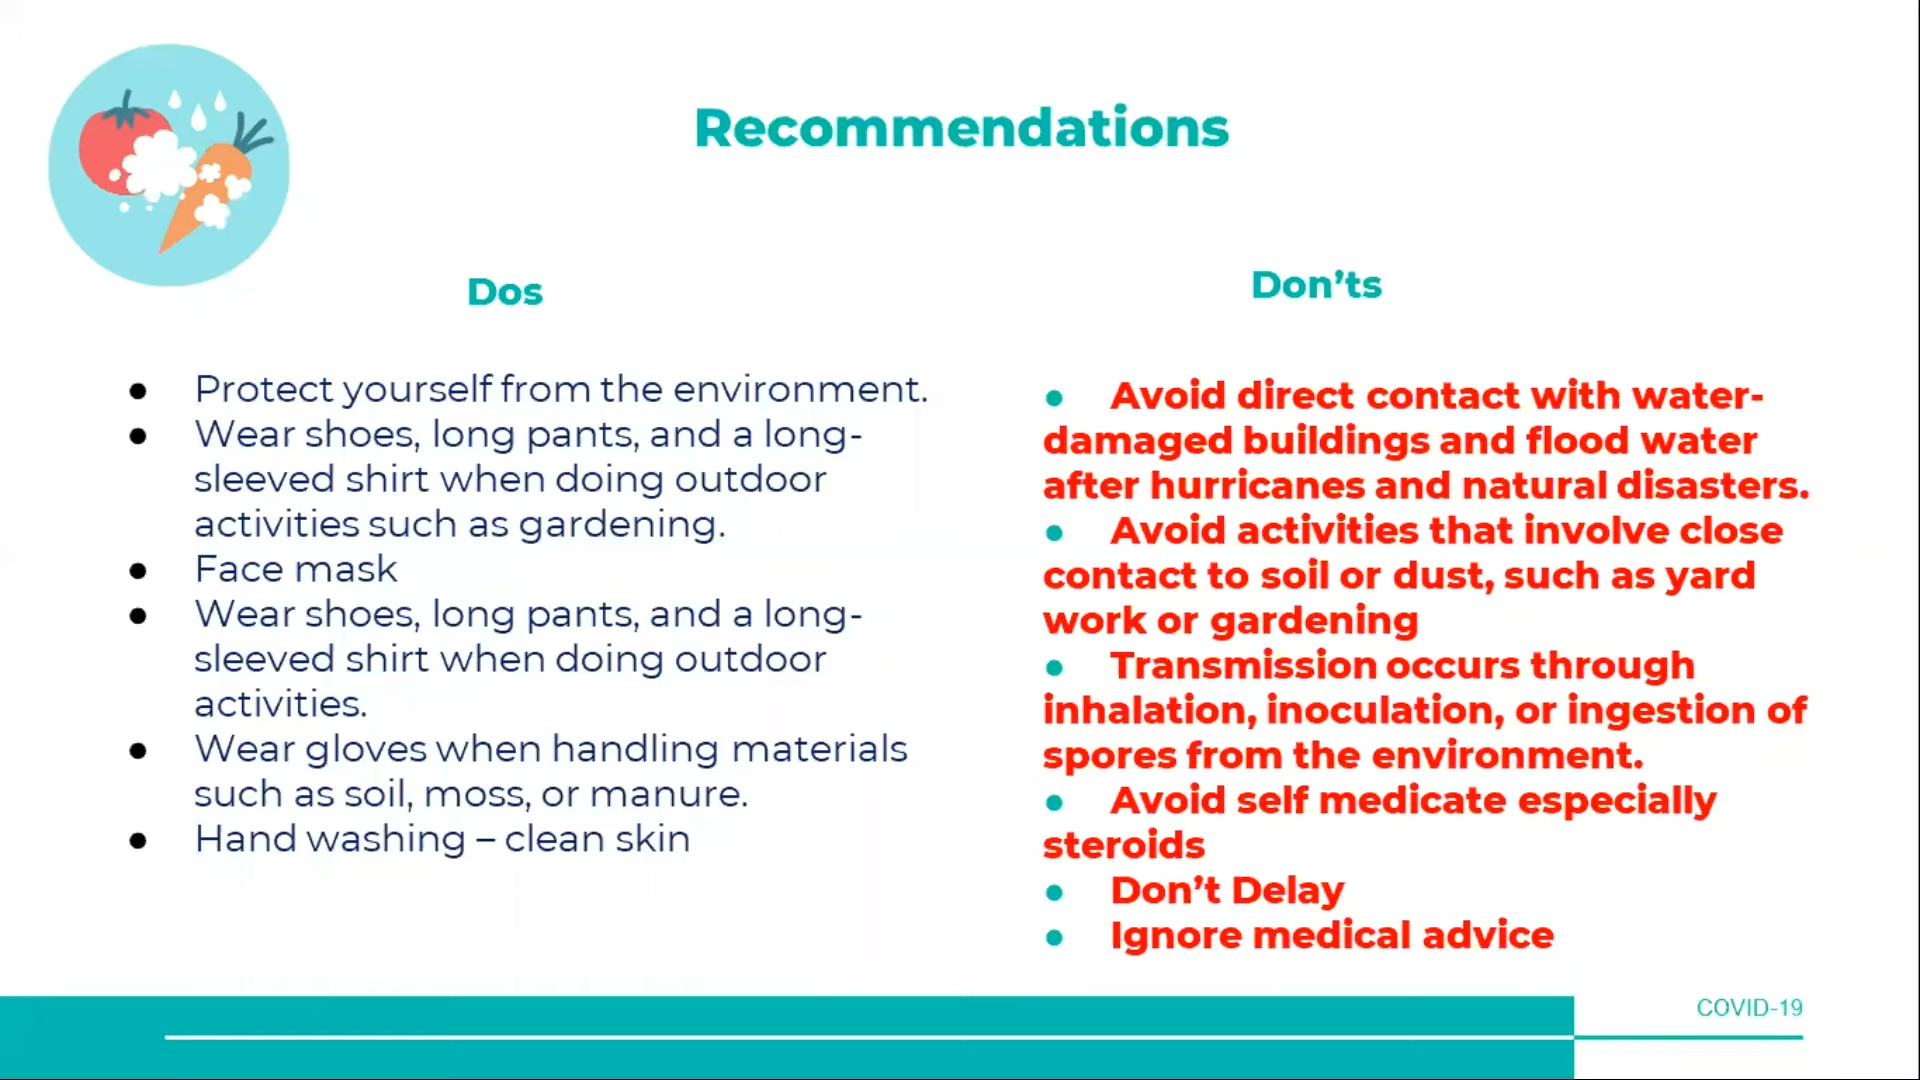 Recommendations
Dos
● Protect yourself from the environment.
● Wear shoes, long pants, and a long-
sleeved shirt when doing outdoor
activities such as gardening.
● Face mask
● Wear shoes, long pants, and a long-
sleeved shirt when doing outdoor
activities.
● Wear gloves when handling materials
such as soil, moss, or manure.
● Hand washing – clean skin
Don’ts
● Avoid direct contact with water-
damaged buildings and flood water
after hurricanes and natural disasters.
● Avoid activities that involve close
contact to soil or dust, such as yard
work or gardening
● Transmission occurs through
inhalation, inoculation, or ingestion of
spores from the environment.
● Avoid self medicate especially
steroids
● Don’t Delay
● Ignore medical advice
COVID-19